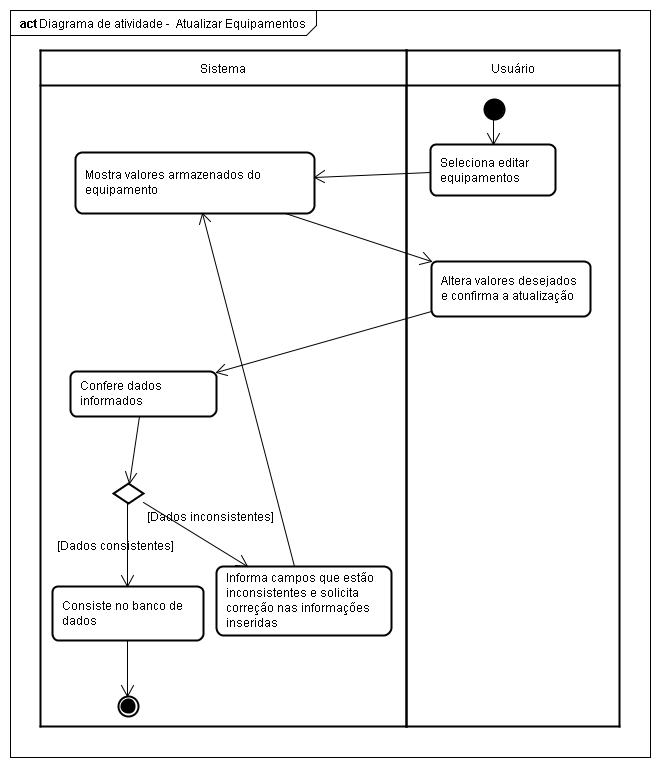 act Diagrama de atividade - Atualizar Equipamentos
Sistema
Usuário
Seleciona editar
equipamentos
Mostra valores armazenados do
equipamento
Altera valores desejados
e confirma a atualização
Confere dados
informados
[Dados inconsistentes]
[Dados consistentes]
Informa campos que estão
inconsistentes e solicita
correção nas informações
inseridas
Consiste no banco de
dados